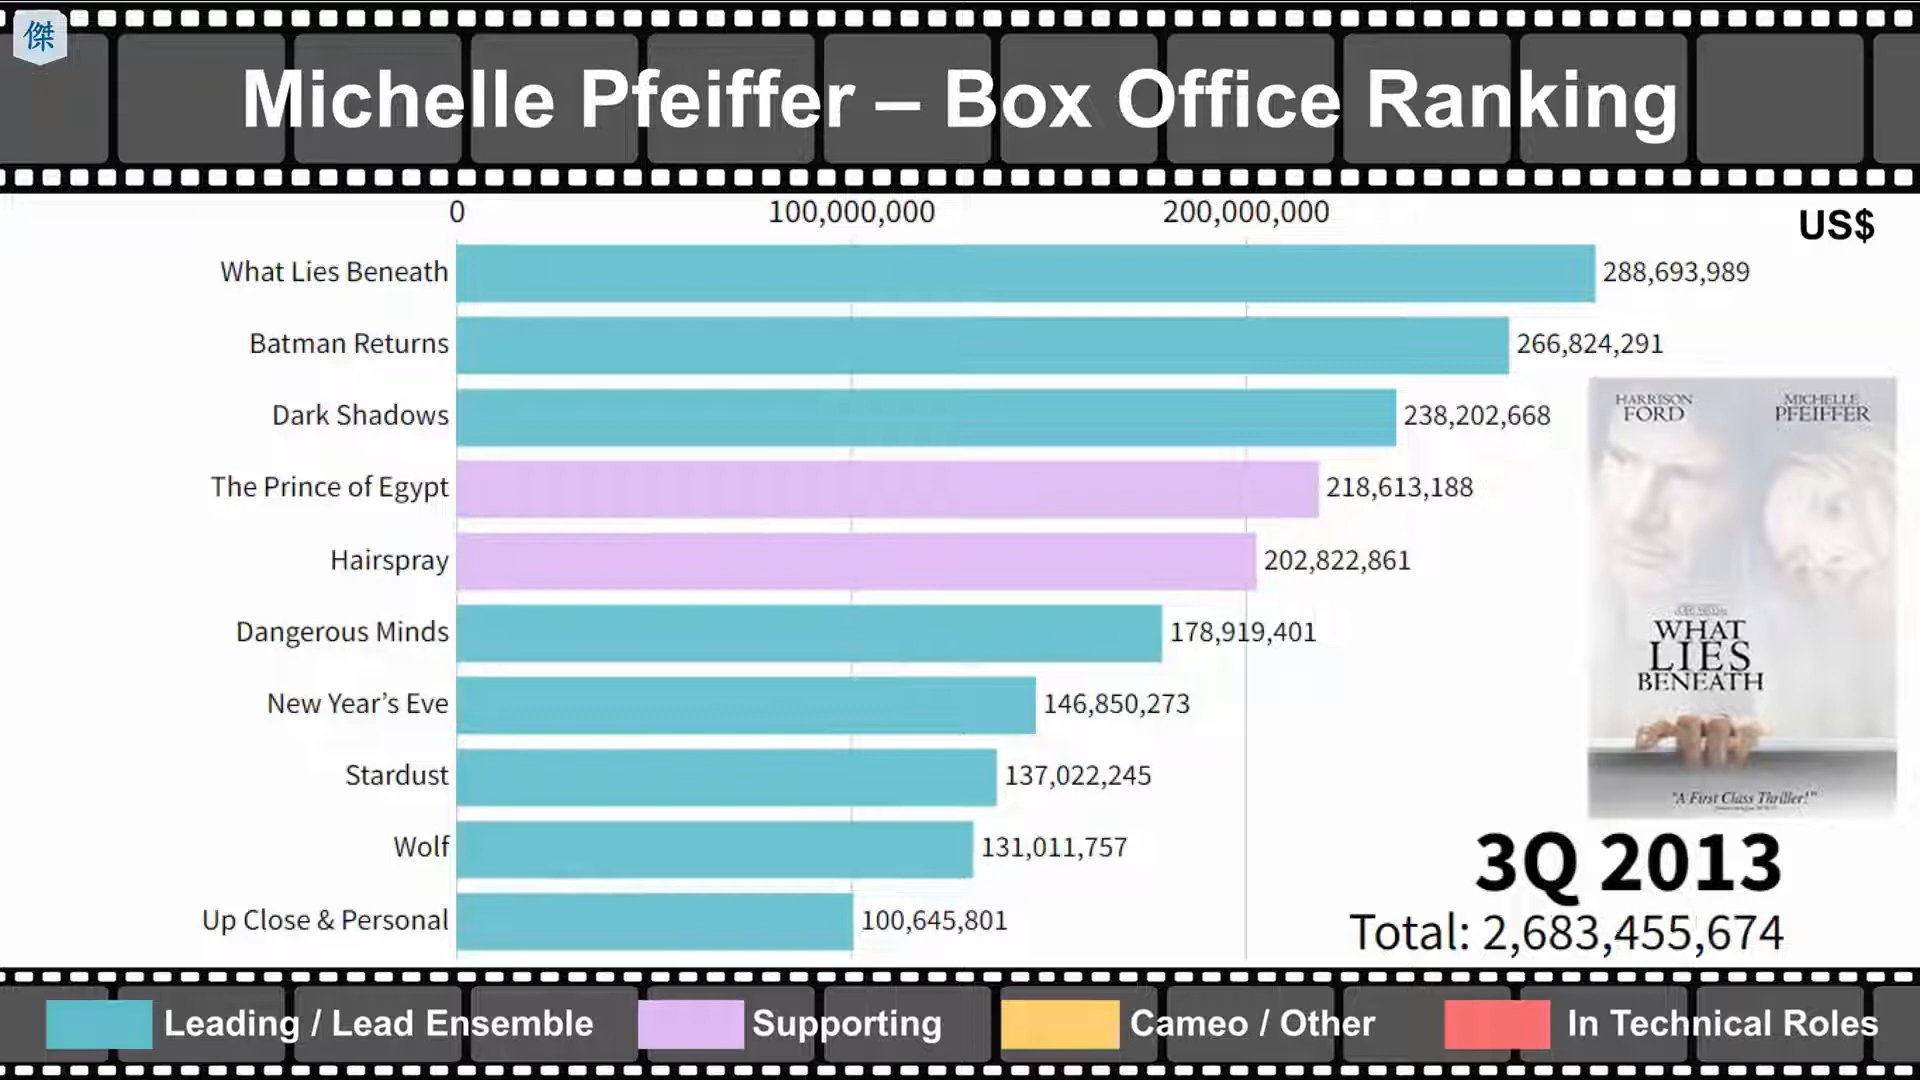 傑
Michelle Pfeiffer – Box Office Ranking
0 100,000,000 200,000,000
US$
What Lies Beneath 288,693,989
Batman Returns 266,824,291
Dark Shadows 238,202,668
The Prince of Egypt 218,613,188
Hairspray 202,822,861
Dangerous Minds 178,919,401
New Year’s Eve 146,850,273
Stardust 137,022,245
Wolf 131,011,757
Up Close & Personal 100,645,801
HARRISON FORD
MICHELLE PFEIFFER
WHAT
LIES
BENEATH
"A First Class Thriller!"
3Q 2013
Total: 2,683,455,674
Leading / Lead Ensemble Supporting Cameo / Other In Technical Roles